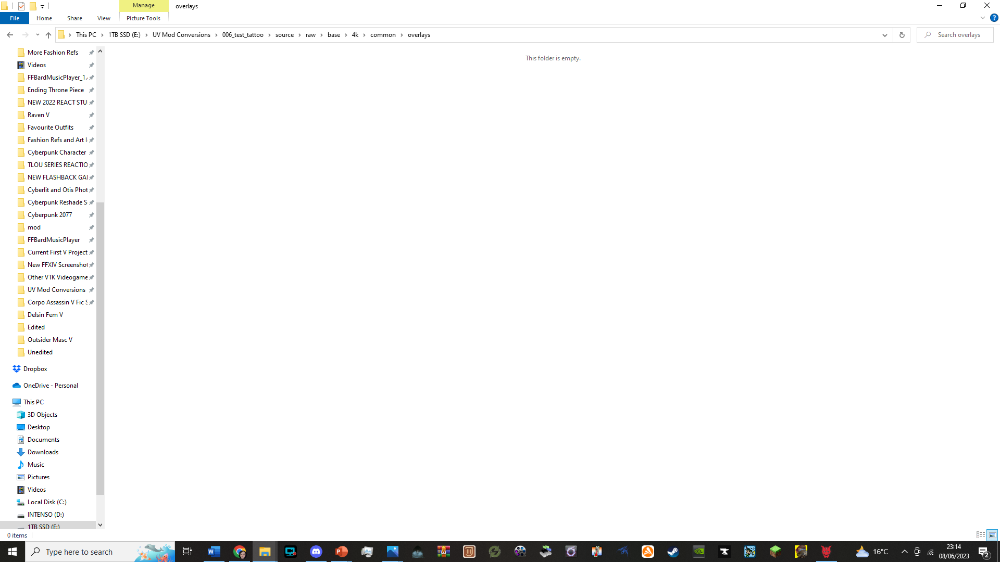 Manage
overlays
File
Home
Share
View
Picture Tools
This PC
1TB SSD (E:)
UV Mod Conversions
006_test_tattoo
source
raw
base
4k
common
overlays
Search overlays
More Fashion Refs
Videos
FFBardMusicPlayer_1.
Ending Throne Piece
NEW 2022 REACT STU
Raven V
Favourite Outfits
Fashion Refs and Art I
Cyberpunk Character
TLOU SERIES REACTIO
NEW FLASHBACK GAI
Cyberlit and Otis Phot
Cyberpunk Reshade S
Cyberpunk 2077
mod
FFBardMusicPlayer
Current First V Project
New FFXIV Screenshot
Other VTK Videogame
UV Mod Conversions
Corpo Assassin V Fic S
Delsin Fem V
Edited
Outsider Masc V
Unedited
Dropbox
OneDrive - Personal
This PC
3D Objects
Desktop
Documents
Downloads
Music
Pictures
Videos
Local Disk (C:)
INTENSO (D:)
1TB SSD (E:)
This folder is empty.
0 items
Type here to search
16°C
23:14
08/06/2023
2